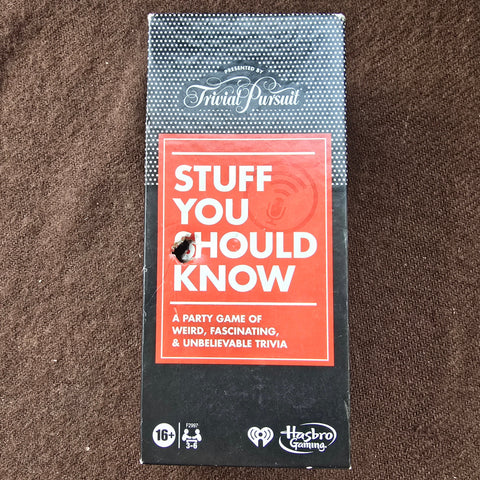 PRESENTED BY
Trivial Pursuit
STUFF
YOU
SHOULD
KNOW
A PARTY GAME OF
WEIRD, FASCINATING,
& UNBELIEVABLE TRIVIA
16+
F2997
3-6
Hasbro
Gaming